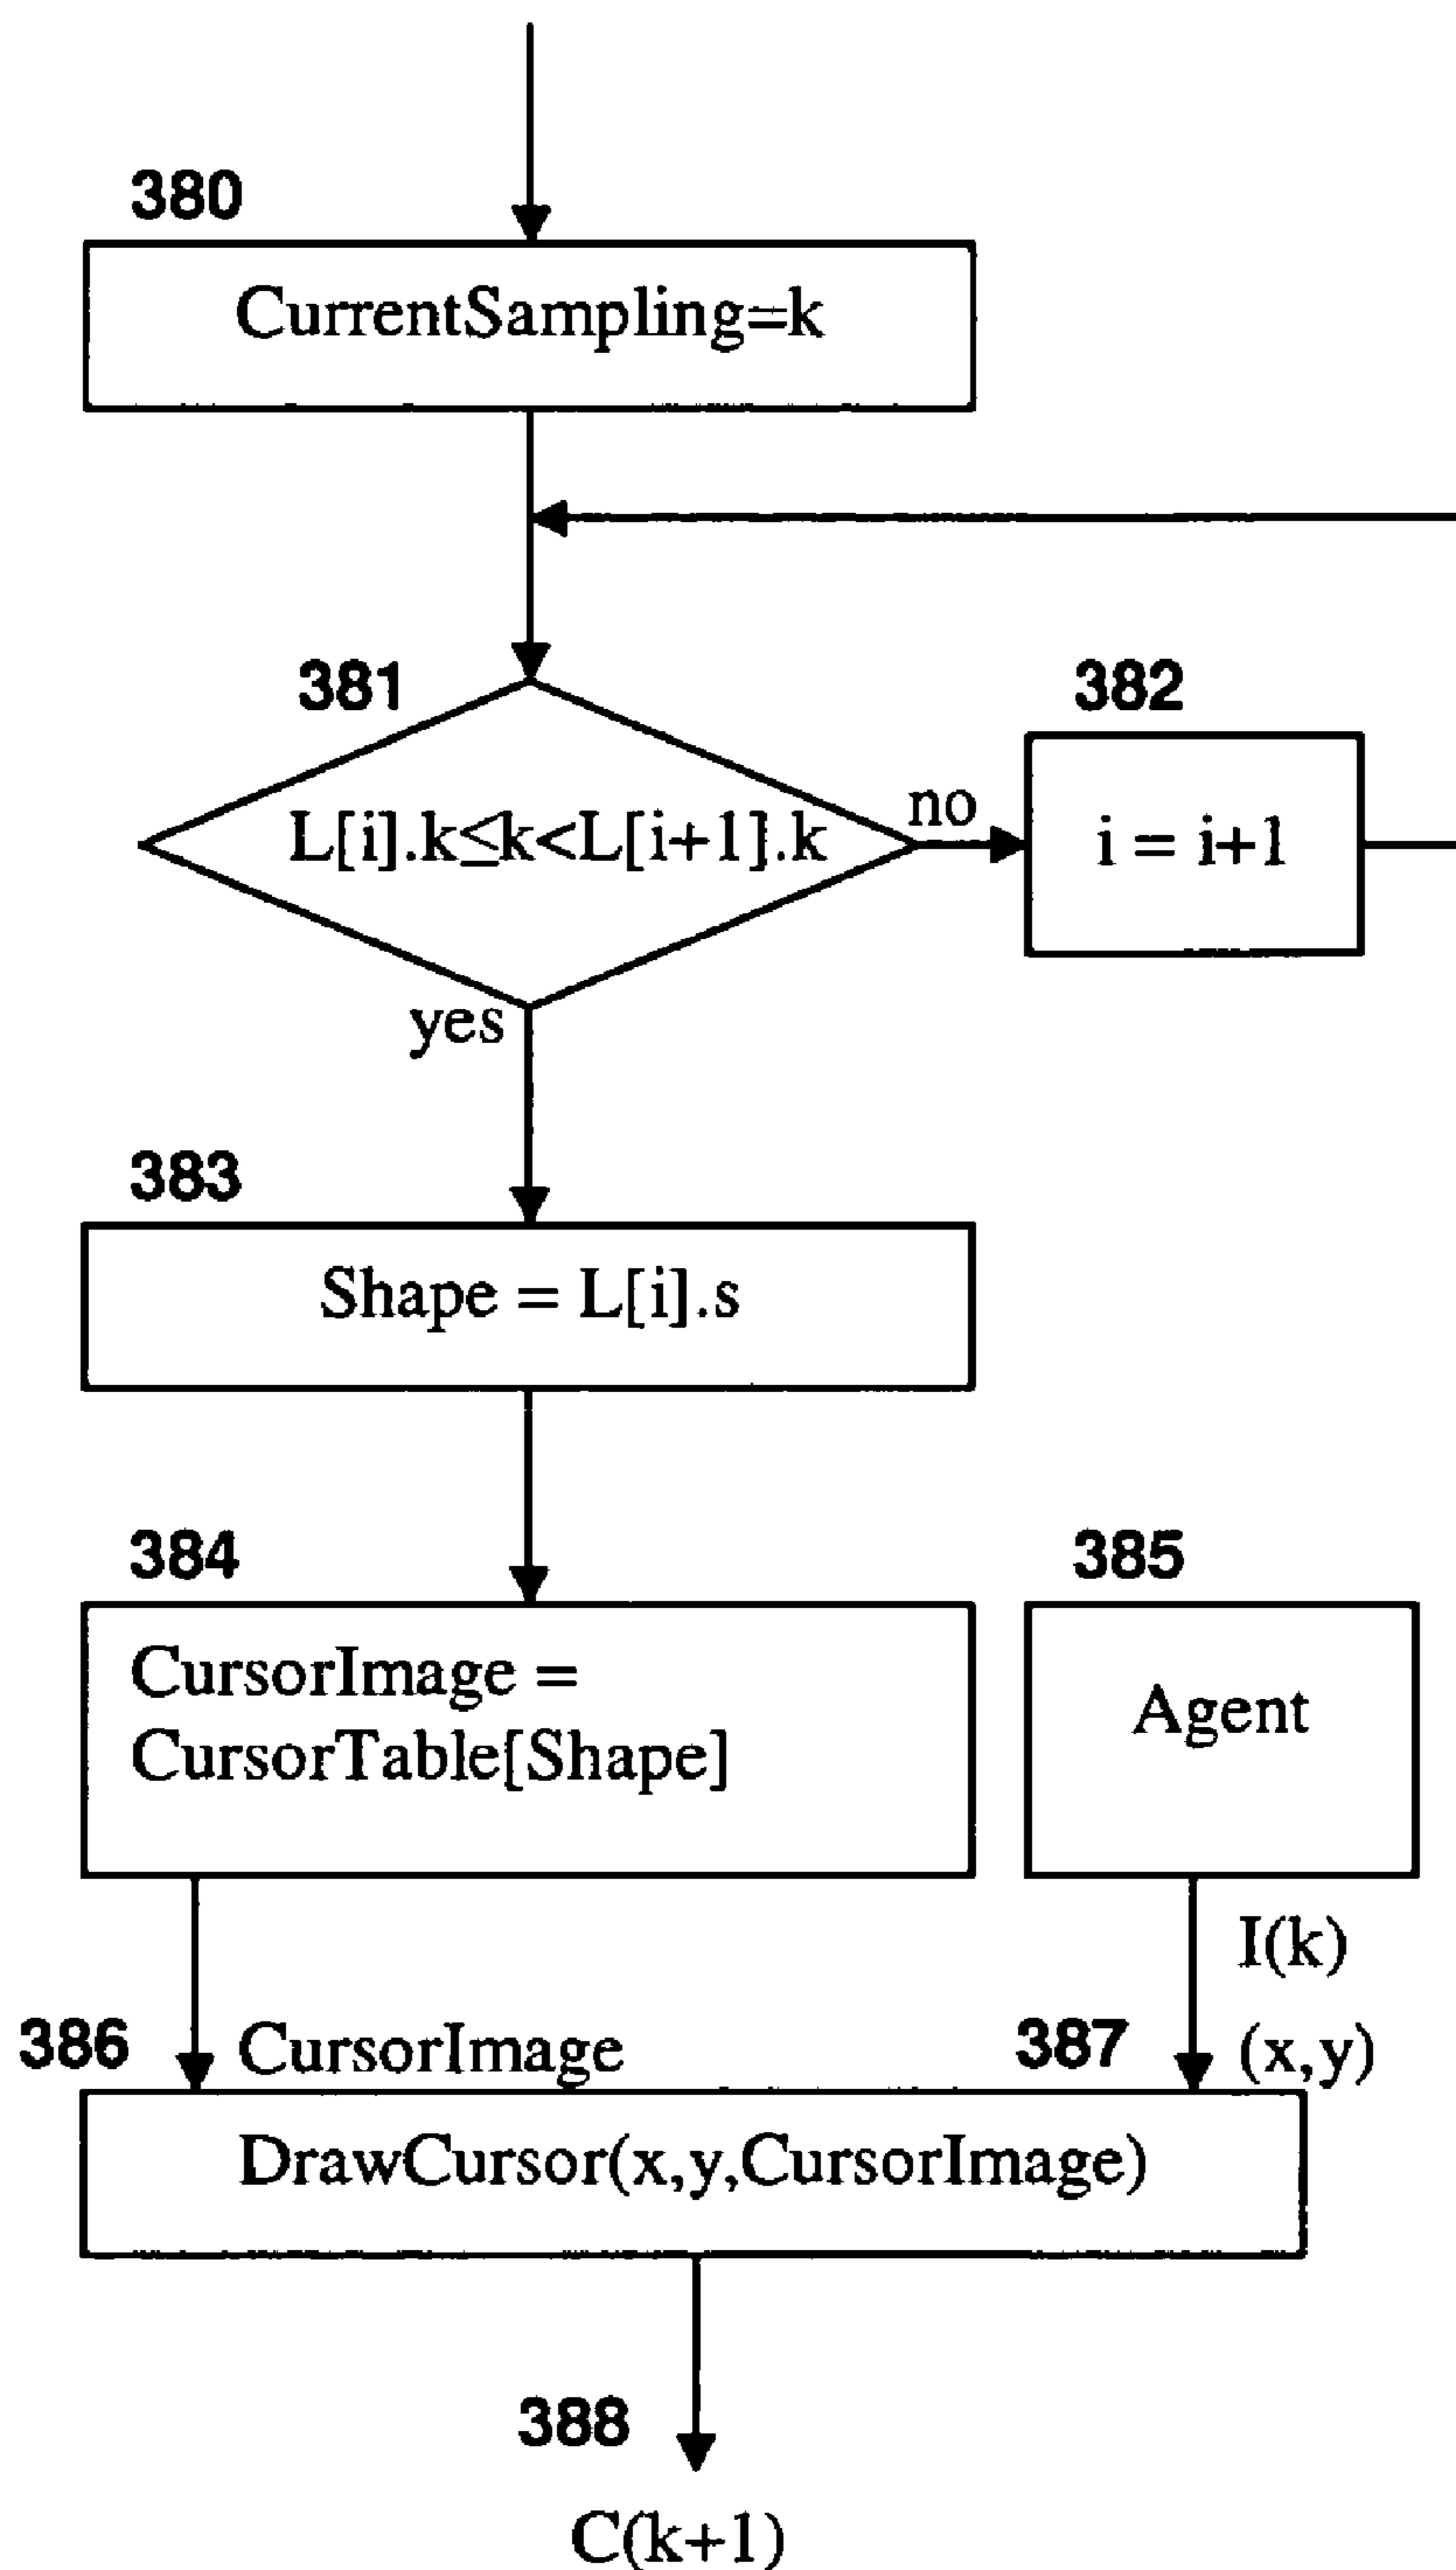 380
CurrentSampling=k
381
382
L[i].k≤k<L[i+1].k
no
i = i+1
yes
383
Shape = L[i].s
384
385
CursorImage =
CursorTable[Shape]
Agent
I(k)
386
CursorImage
387
(x,y)
DrawCursor(x,y,CursorImage)
388
C(k+1)